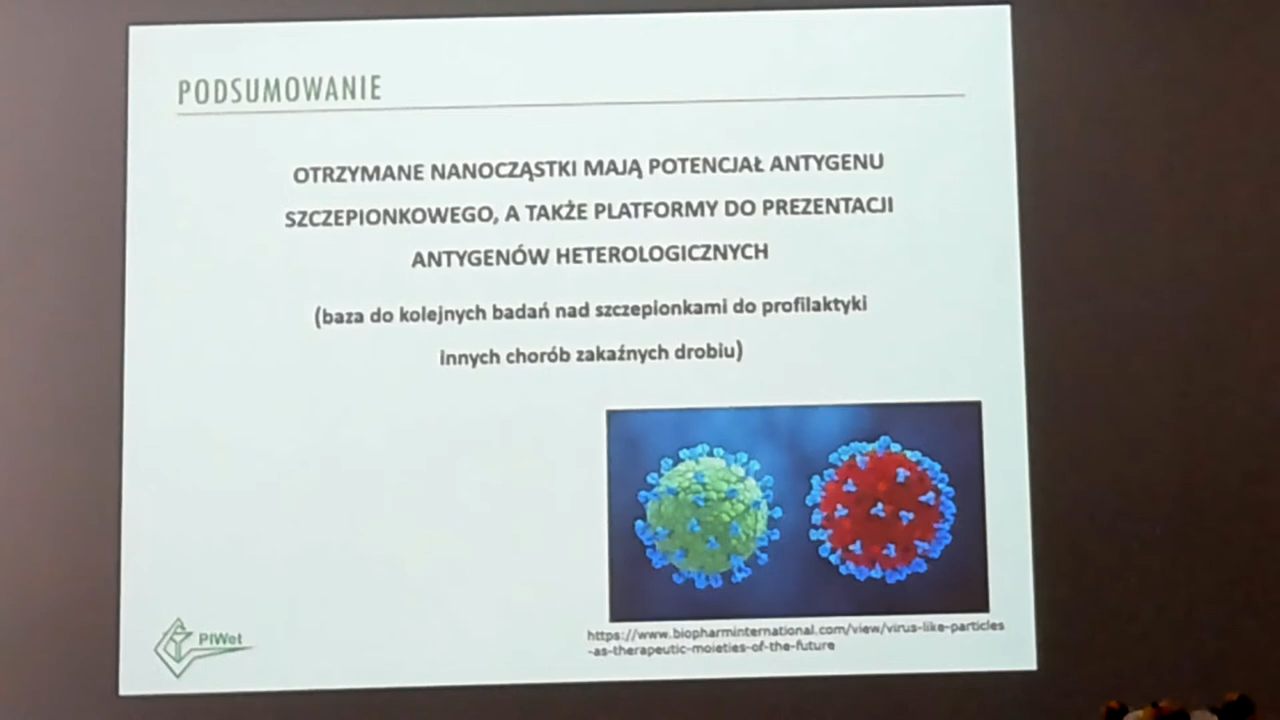 PODSUMOWANIE
OTRZYMANE NANOCZĄSTKI MAJĄ POTENCJAŁ ANTYGENU
SZCZEPIONKOWEGO, A TAKŻE PLATFORMY DO PREZENTACJI
ANTYGENÓW HETEROLOGICZNYCH
(baza do kolejnych badań nad szczepionkami do profilaktyki
innych chorób zakaźnych drobiu)
PIWet
https://www.biopharminternational.com/view/virus-like-particles
-as-therapeutic-moieties-of-the-future